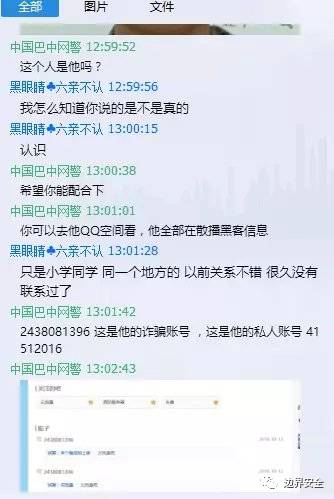 全部 图片 文件
中国巴中网警 12:59:52
这个人是他吗？
黑眼睛♣六亲不认 12:59:56
我怎么知道你说的是不是真的
黑眼睛♣六亲不认 13:00:15
认识
中国巴中网警 13:00:38
希望你能配合下
中国巴中网警 13:01:01
你可以去他QQ空间看，他全部在散播黑客信息
黑眼睛♣六亲不认 13:01:28
只是小学同学 同一个地方的 以前关系不错 很久没有
联系过了
中国巴中网警 13:01:42
2438081396 这是他的诈骗账号 ，这是他的私人账号 41
512016
中国巴中网警 13:02:43
2438081396
2438081396
边界安全